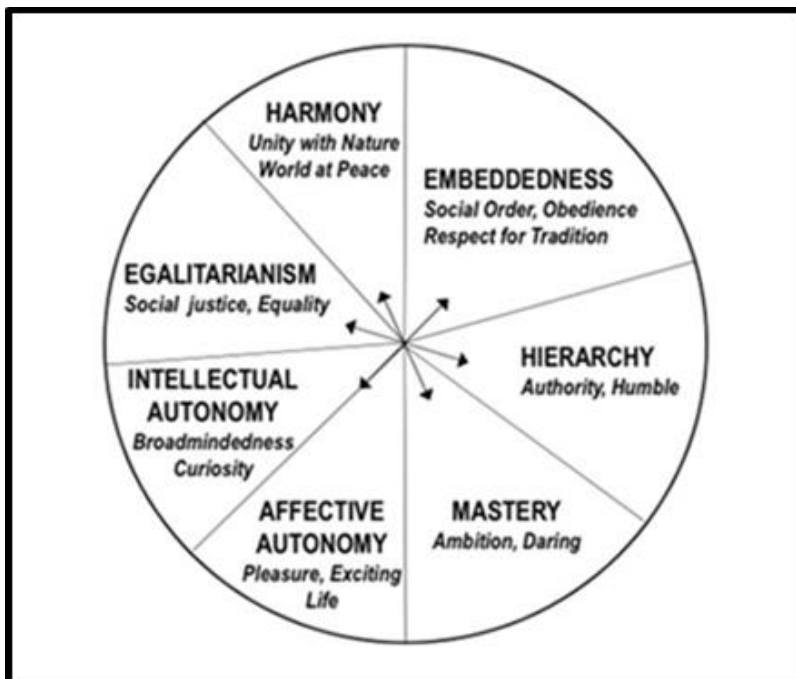 HARMONY
Unity with Nature
World at Peace
EMBEDDEDNESS
Social Order, Obedience
Respect for Tradition
EGALITARIANISM
Social justice, Equality
HIERARCHY
Authority, Humble
INTELLECTUAL
AUTONOMY
Broadmindedness
Curiosity
AFFECTIVE
AUTONOMY
Pleasure, Exciting
Life
MASTERY
Ambition, Daring